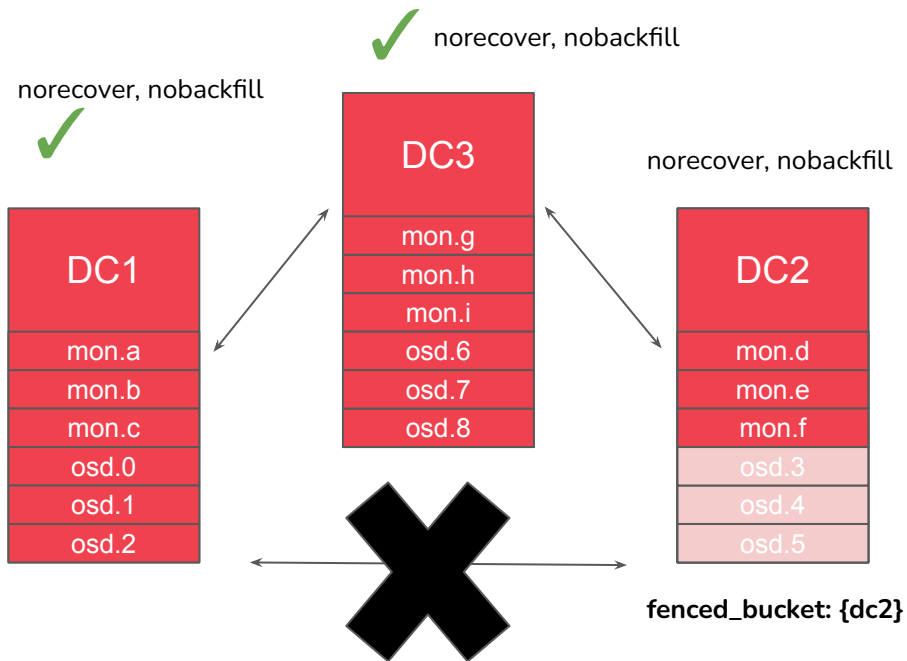 norecover, nobackfill
DC1
mon.a
mon.b
mon.c
osd.0
osd.1
osd.2
norecover, nobackfill
DC3
mon.g
mon.h
mon.i
osd.6
osd.7
osd.8
norecover, nobackfill
DC2
mon.d
mon.e
mon.f
osd.3
osd.4
osd.5
fenced_bucket: {dc2}